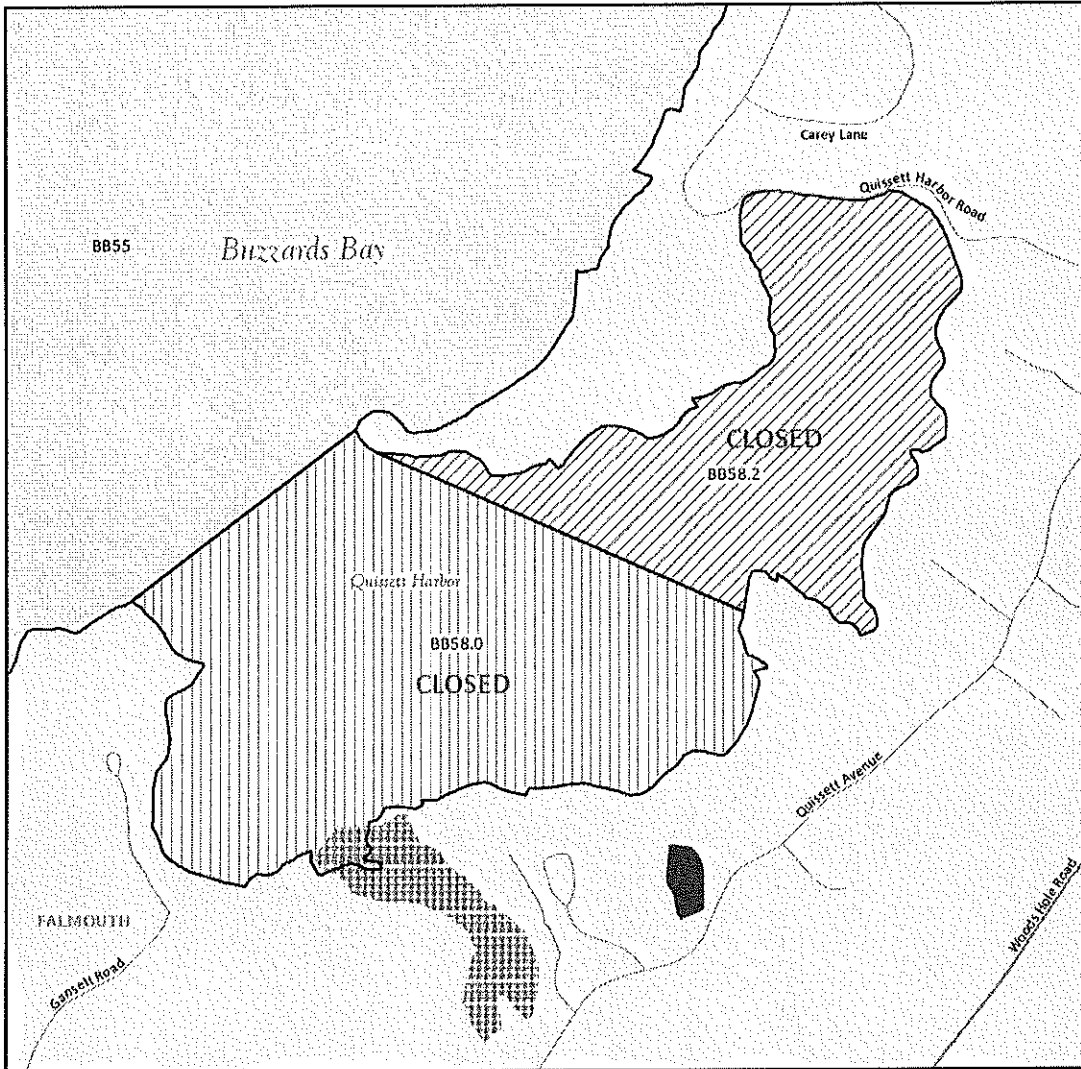 Carey Lane
Quissett Harbor Road
BB55
Buzzards Bay
CLOSED
BB58.2
Quissett Harbor
BB58.0
CLOSED
Quissett Avenue
FALMOUTH
Gansett Road
Woods Hole Road